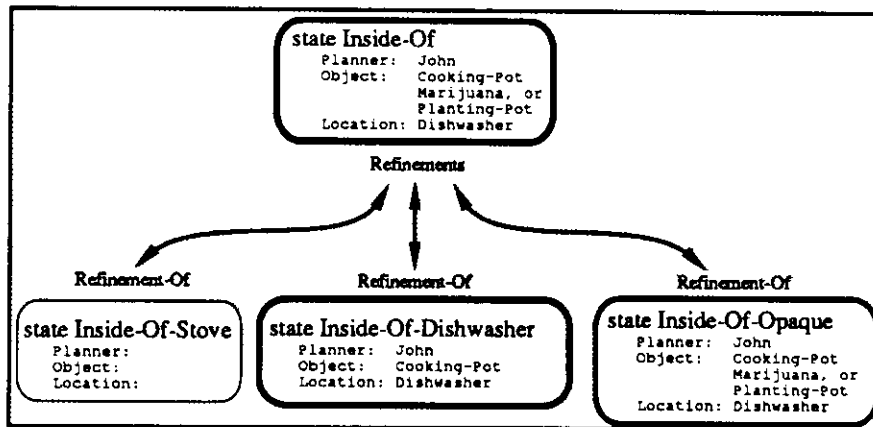 state Inside-Of
Planner: John
Object: Cooking-Pot
Marijuana, or
Planting-Pot
Location: Dishwasher
Refinements
Refinement-Of
Refinement-Of
Refinement-Of
state Inside-Of-Stove
Planner:
Object:
Location:
state Inside-Of-Dishwasher
Planner: John
Object: Cooking-Pot
Location: Dishwasher
state Inside-Of-Opaque
Planner: John
Object: Cooking-Pot
Marijuana, or
Planting-Pot
Location: Dishwasher